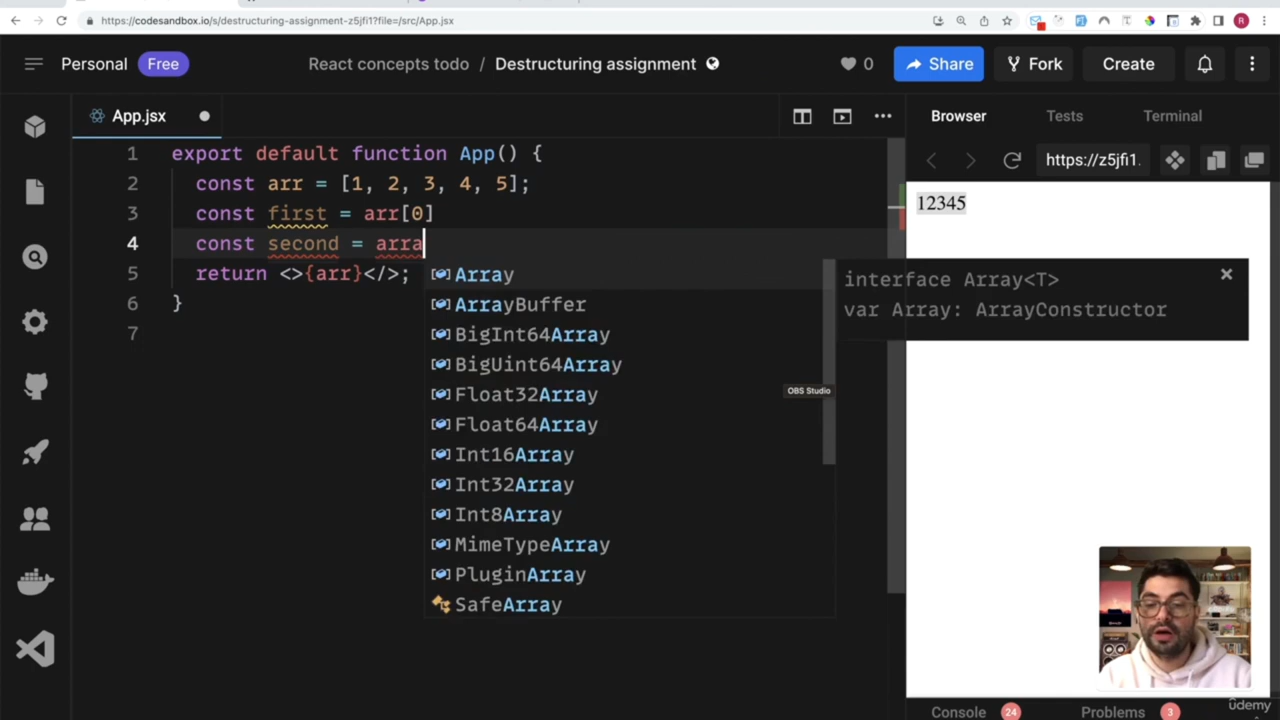 https://codesandbox.io/s/destructuring-assignment-z5jfi1?file=/src/App.jsx
R
Personal Free React concepts todo / Destructuring assignment 0 Share Fork Create
App.jsx Browser Tests Terminal
https://z5jfi1.
12345
1 export default function App() {
2 const arr = [1, 2, 3, 4, 5];
3 const first = arr[0]
4 const second = arra
5 return <>{arr}</>;
6 }
7
Array
ArrayBuffer
BigInt64Array
BigUint64Array
Float32Array
Float64Array
Int16Array
Int32Array
Int8Array
MimeTypeArray
PluginArray
SafeArray
interface Array<T>
var Array: ArrayConstructor
OBS Studio
Console 24 Problems 3
ûdemy